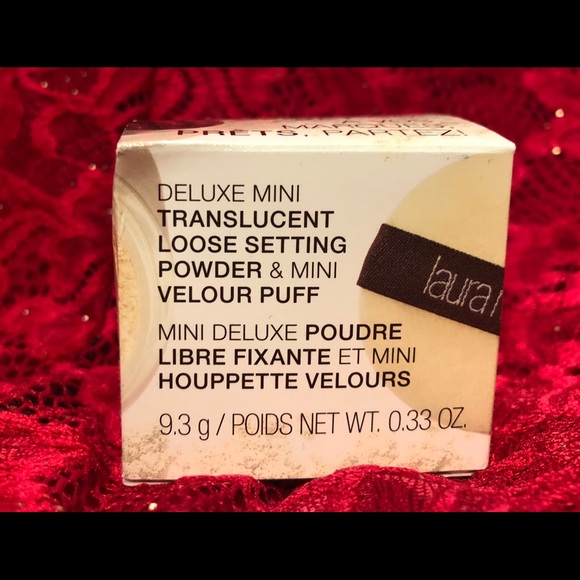 PRÊTS, PARTEZ!
DELUXE MINI
TRANSLUCENT
LOOSE SETTING
POWDER & MINI
VELOUR PUFF
MINI DELUXE POUDRE
LIBRE FIXANTE ET MINI
HOUPPETTE VELOURS
9.3 g / POIDS NET WT. 0.33 OZ.
laura